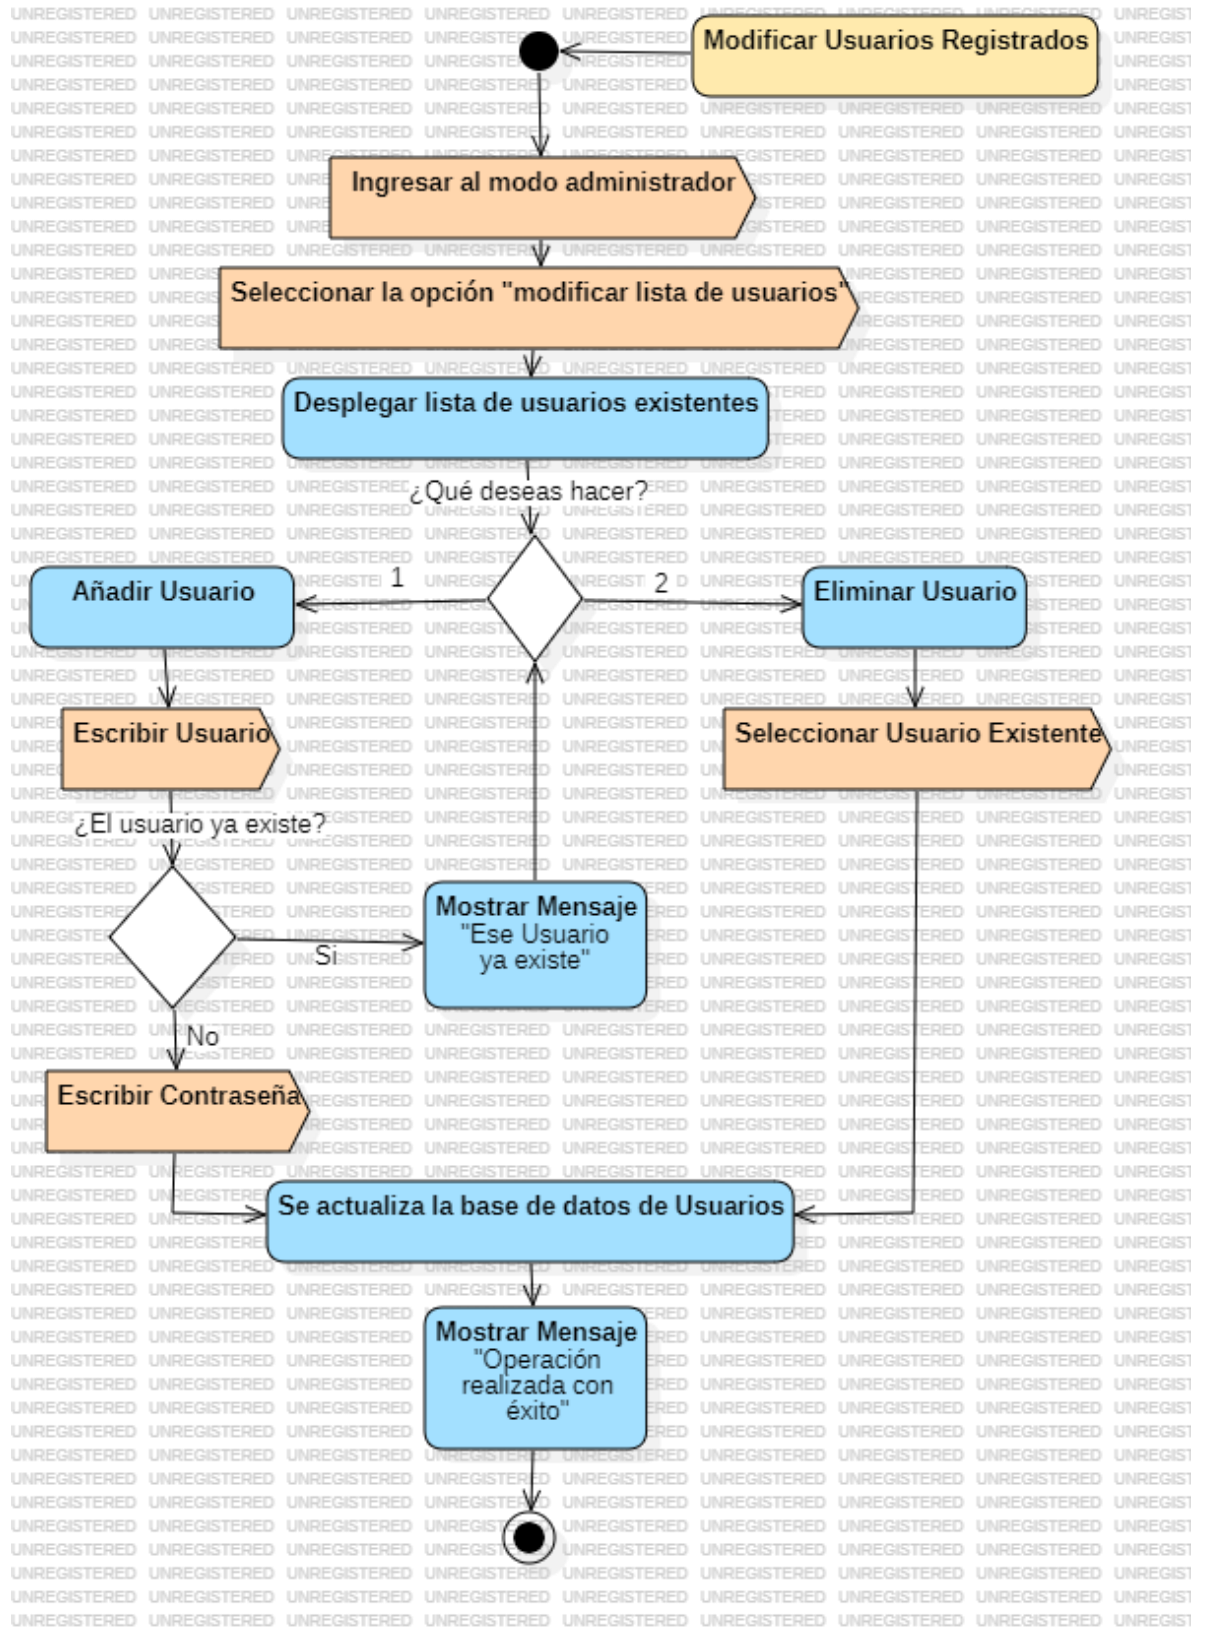 Modificar Usuarios Registrados
Ingresar al modo administrador
Seleccionar la opción "modificar lista de usuarios"
Desplegar lista de usuarios existentes
¿Qué deseas hacer?
1
2
Añadir Usuario
Eliminar Usuario
Escribir Usuario
Seleccionar Usuario Existente
¿El usuario ya existe?
Mostrar Mensaje
"Ese Usuario
ya existe"
Si
No
Escribir Contraseña
Se actualiza la base de datos de Usuarios
Mostrar Mensaje
"Operación
realizada con
éxito"
UNREGISTERED